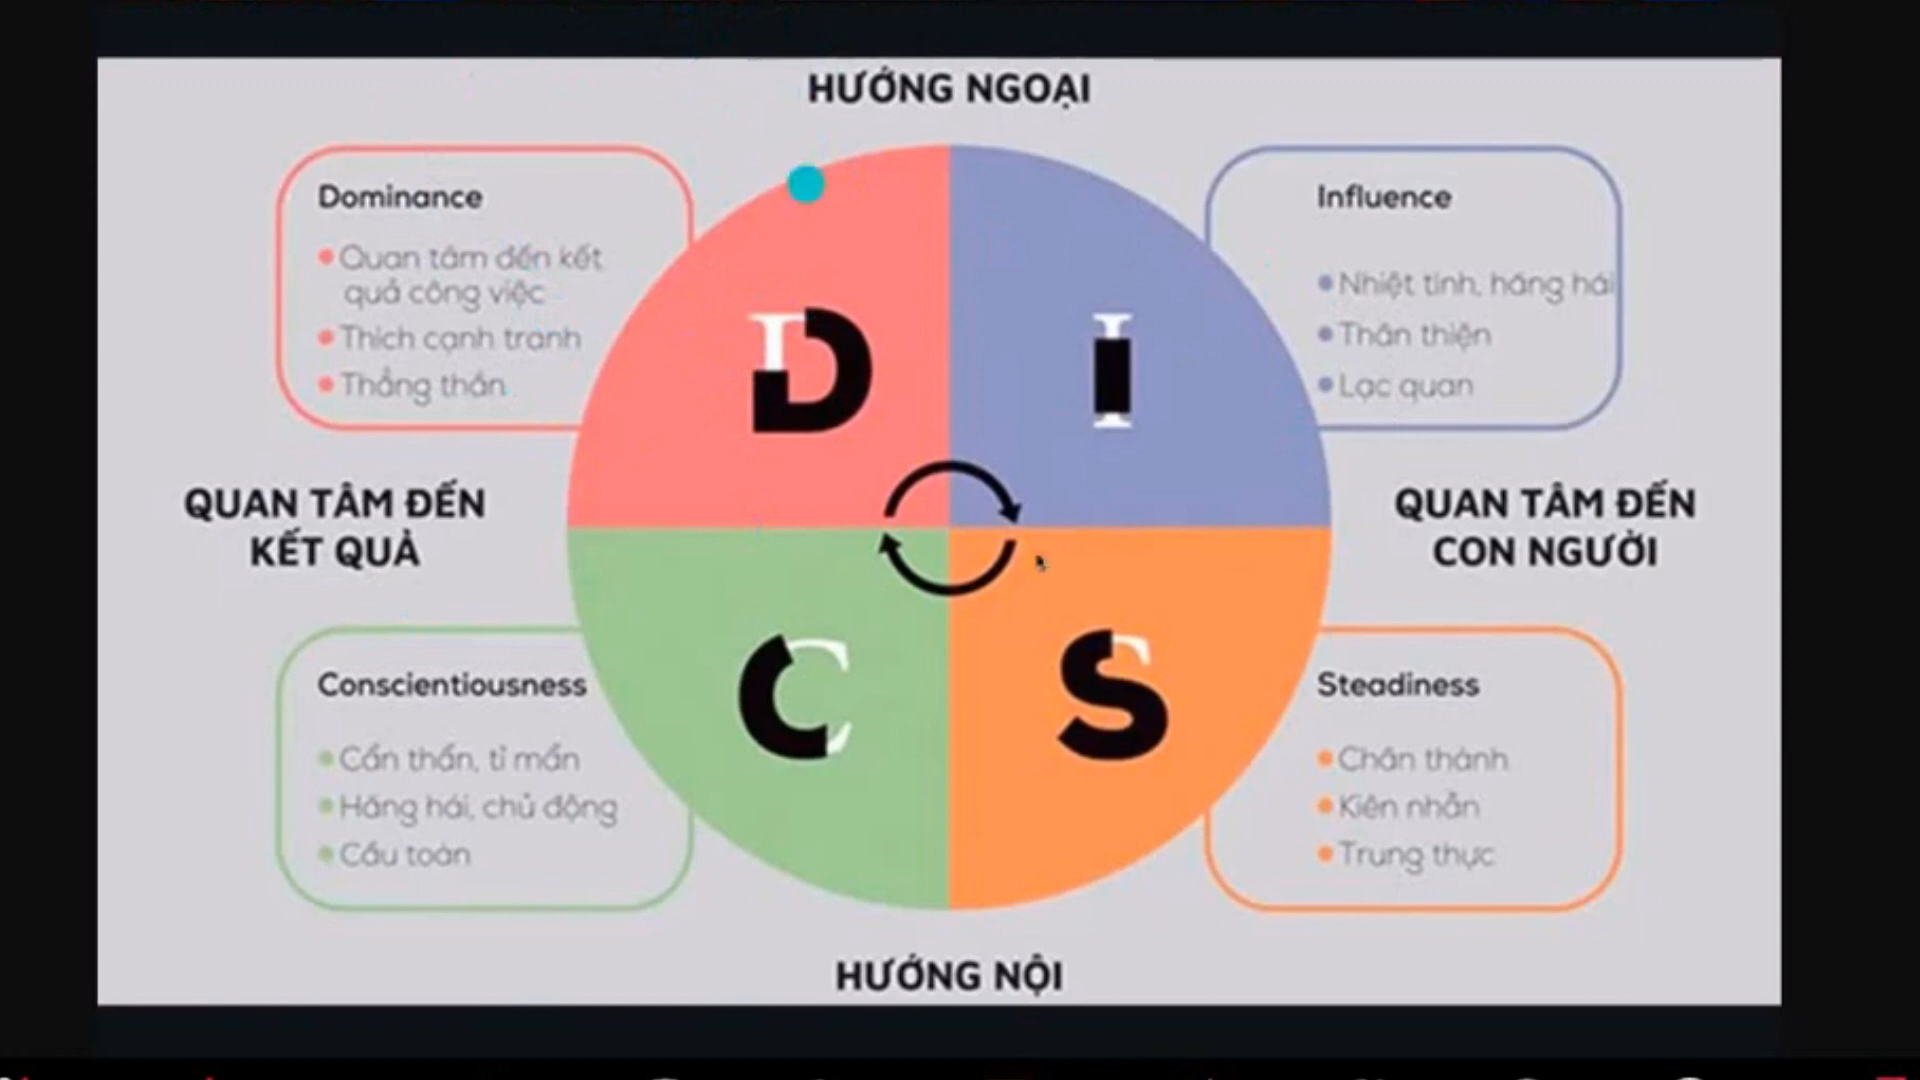 HƯỚNG NGOẠI
Dominance
Quan tâm đến kết
quả công việc
Thích cạnh tranh
Thẳng thắn
Influence
Nhiệt tình, hăng hái
Thân thiện
Lạc quan
D
I
QUAN TÂM ĐẾN
KẾT QUẢ
QUAN TÂM ĐẾN
CON NGƯỜI
C
S
Conscientiousness
Cẩn thận, tỉ mẩn
Hăng hái, chủ động
Cầu toàn
Steadiness
Chân thành
Kiên nhẫn
Trung thực
HƯỚNG NỘI